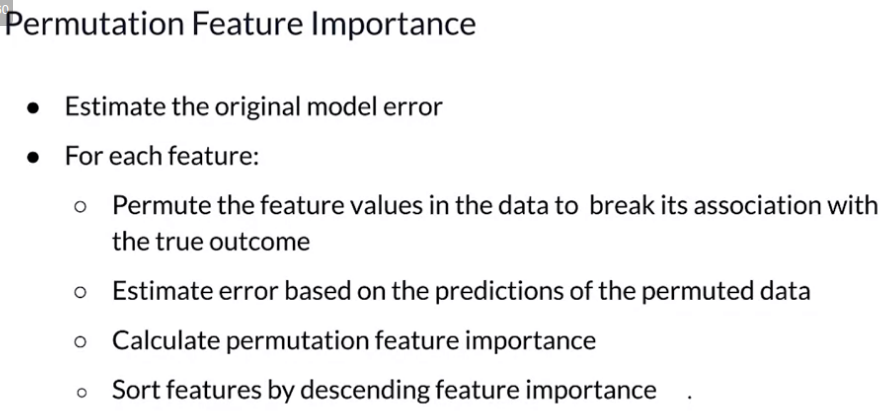 Permutation Feature Importance
● Estimate the original model error
● For each feature:
○ Permute the feature values in the data to break its association with
the true outcome
○ Estimate error based on the predictions of the permuted data
○ Calculate permutation feature importance
○ Sort features by descending feature importance .